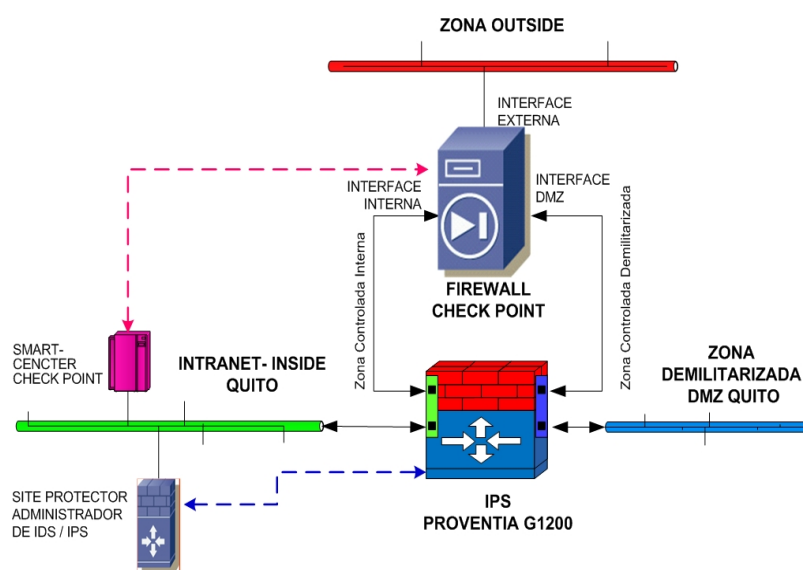 ZONA OUTSIDE
INTERFACE
EXTERNA
INTERFACE
INTERNA
INTERFACE
DMZ
Zona Controlada Interna
Zona Controlada Demilitarizada
FIREWALL
CHECK POINT
SMART-
CENCTER
CHECK POINT
INTRANET- INSIDE
QUITO
ZONA
DEMILITARIZADA
DMZ QUITO
SITE PROTECTOR
ADMINISTRADOR
DE IDS / IPS
IPS
PROVENTIA G1200